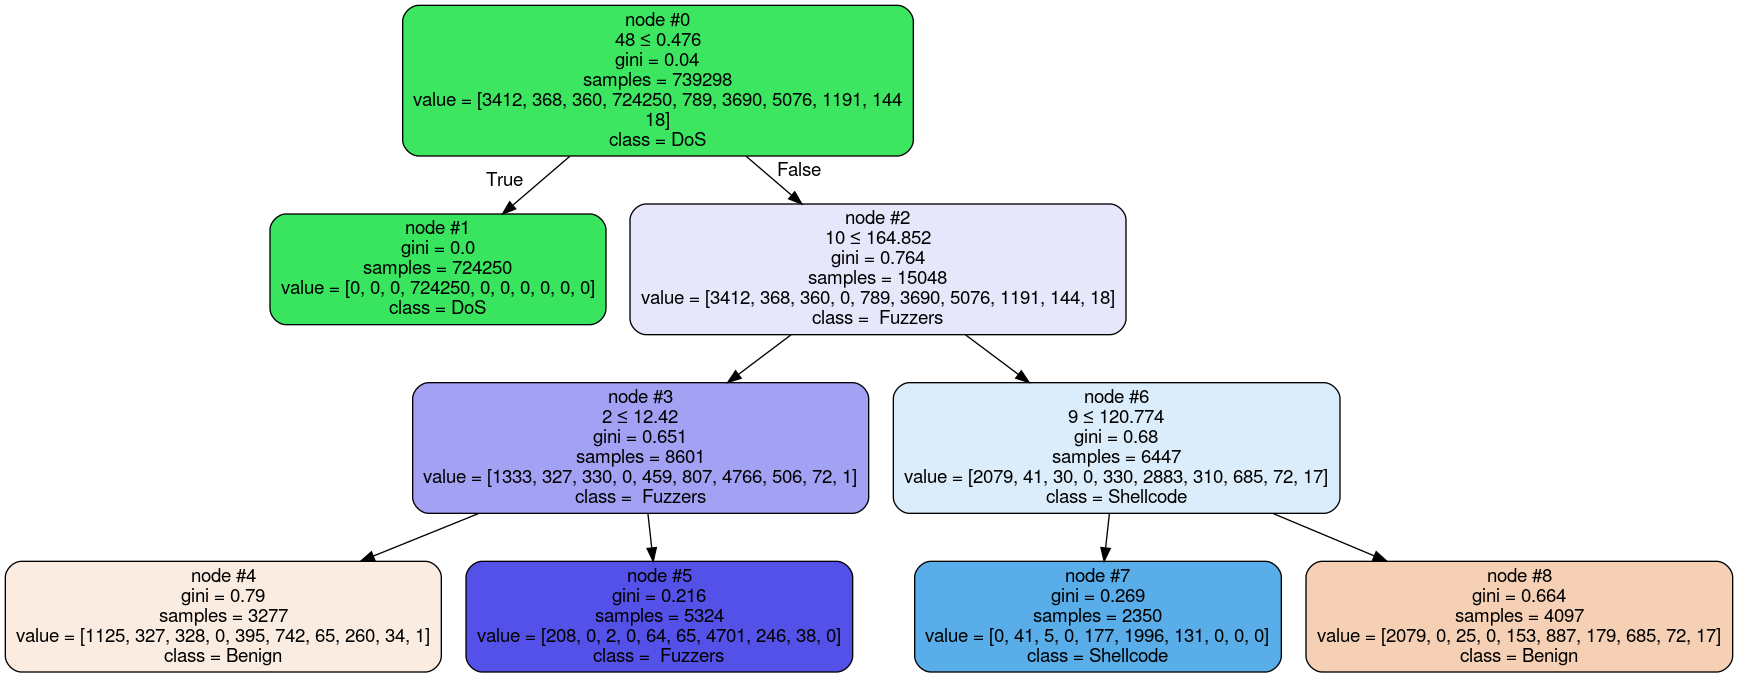 node #0
48 ≤ 0.476
gini = 0.04
samples = 739298
value = [3412, 368, 360, 724250, 789, 3690, 5076, 1191, 144
18]
class = DoS
True
False
node #1
gini = 0.0
samples = 724250
value = [0, 0, 0, 724250, 0, 0, 0, 0, 0, 0]
class = DoS
node #2
10 ≤ 164.852
gini = 0.764
samples = 15048
value = [3412, 368, 360, 0, 789, 3690, 5076, 1191, 144, 18]
class =  Fuzzers
node #3
2 ≤ 12.42
gini = 0.651
samples = 8601
value = [1333, 327, 330, 0, 459, 807, 4766, 506, 72, 1]
class =  Fuzzers
node #6
9 ≤ 120.774
gini = 0.68
samples = 6447
value = [2079, 41, 30, 0, 330, 2883, 310, 685, 72, 17]
class = Shellcode
node #4
gini = 0.79
samples = 3277
value = [1125, 327, 328, 0, 395, 742, 65, 260, 34, 1]
class = Benign
node #5
gini = 0.216
samples = 5324
value = [208, 0, 2, 0, 64, 65, 4701, 246, 38, 0]
class =  Fuzzers
node #7
gini = 0.269
samples = 2350
value = [0, 41, 5, 0, 177, 1996, 131, 0, 0, 0]
class = Shellcode
node #8
gini = 0.664
samples = 4097
value = [2079, 0, 25, 0, 153, 887, 179, 685, 72, 17]
class = Benign